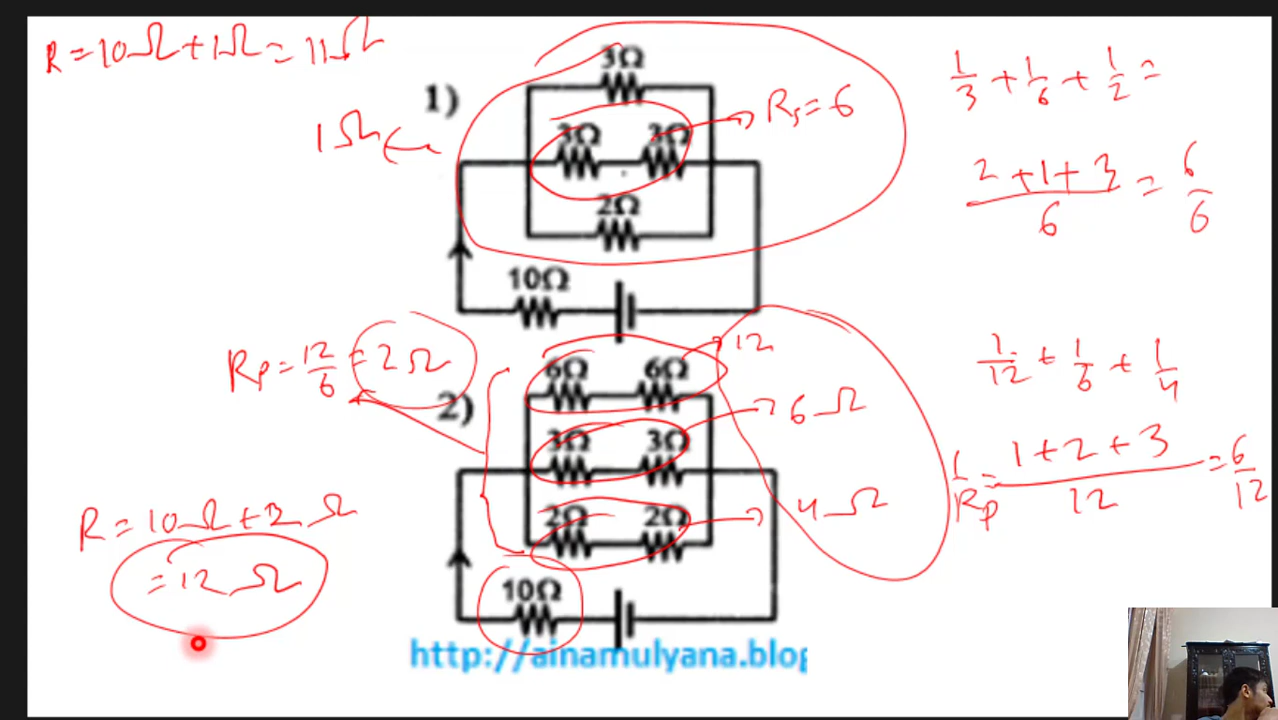 R = 10Ω + 1Ω = 11Ω
1)
3Ω
3Ω 3Ω
2Ω
10Ω
1Ω
Rs = 6
1/3 + 1/6 + 1/2 =
2 + 1 + 3 / 6 = 6/6
2)
6Ω 6Ω
3Ω 3Ω
2Ω 2Ω
10Ω
12
6Ω
4Ω
Rp = 12/6 = 2Ω
1/12 + 1/6 + 1/4
1/Rp = 1 + 2 + 3 / 12 = 6/12
R = 10Ω + 2Ω
= 12Ω
http://ainamulyana.blog